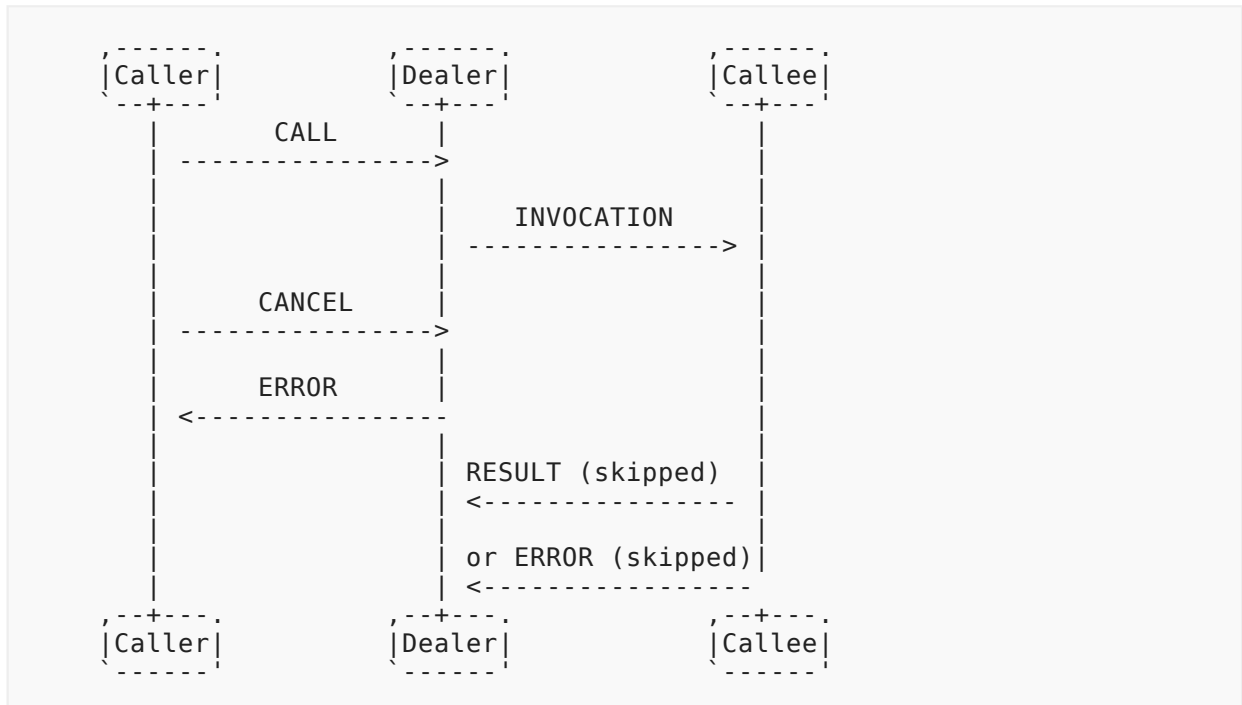 ,------.          ,------.            ,------.
|Caller|          |Dealer|            |Callee|
`--+---'          `--+---'            `--+---'
   |       CALL      |                   |
   | ---------------->                   |
   |                 |                   |
   |                 |    INVOCATION     |
   |                 | ----------------> |
   |                 |                   |
   |      CANCEL     |                   |
   | ---------------->                   |
   |                 |                   |
   |      ERROR      |                   |
   | <----------------                   |
   |                 |                   |
   |                 | RESULT (skipped)  |
   |                 | <---------------- |
   |                 |                   |
   |                 | or ERROR (skipped)|
   |                 | <-----------------
,--+---.          ,--+---.            ,--+---.
|Caller|          |Dealer|            |Callee|
`------'          `------'            `------'